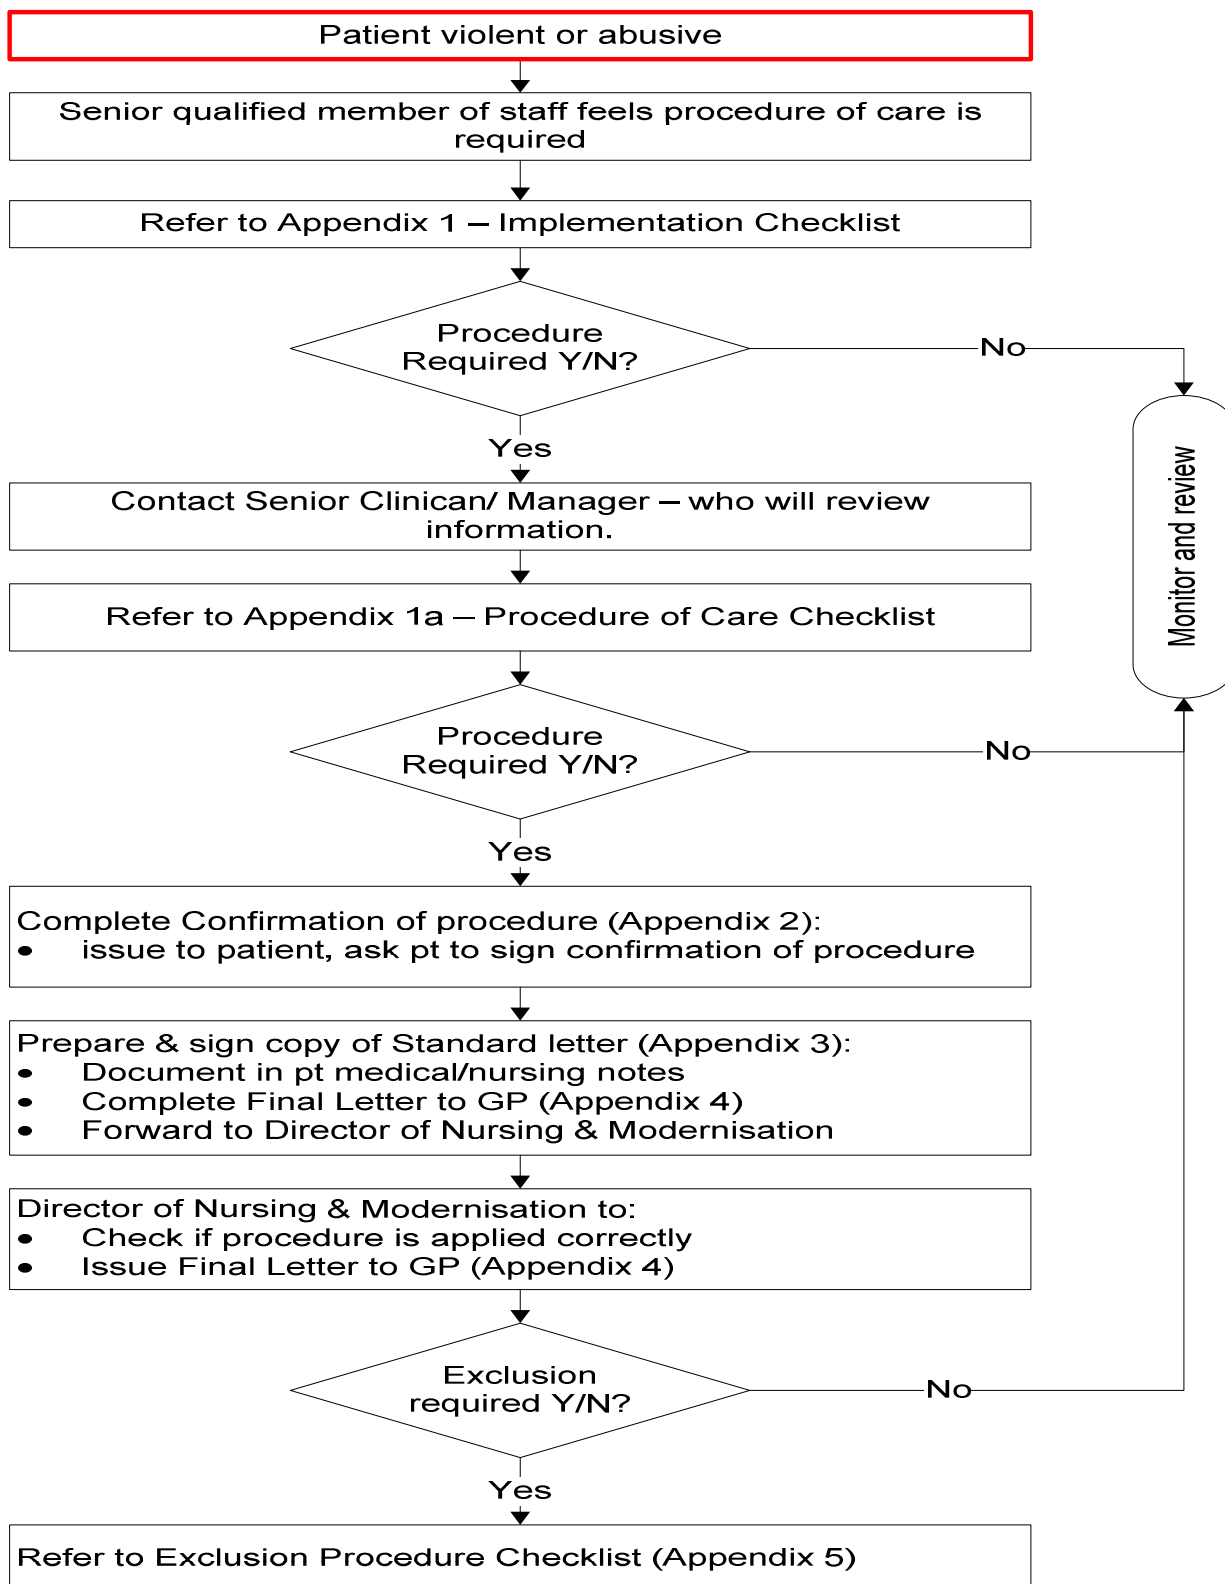 Patient violent or abusive
Senior qualified member of staff feels procedure of care is
required
Refer to Appendix 1 – Implementation Checklist
Procedure
Required Y/N?
No
Yes
Monitor and review
Contact Senior Clinican/ Manager – who will review
information.
Refer to Appendix 1a – Procedure of Care Checklist
Procedure
Required Y/N?
No
Yes
Complete Confirmation of procedure (Appendix 2):
• issue to patient, ask pt to sign confirmation of procedure
Prepare & sign copy of Standard letter (Appendix 3):
• Document in pt medical/nursing notes
• Complete Final Letter to GP (Appendix 4)
• Forward to Director of Nursing & Modernisation
Director of Nursing & Modernisation to:
• Check if procedure is applied correctly
• Issue Final Letter to GP (Appendix 4)
Exclusion
required Y/N?
No
Yes
Refer to Exclusion Procedure Checklist (Appendix 5)